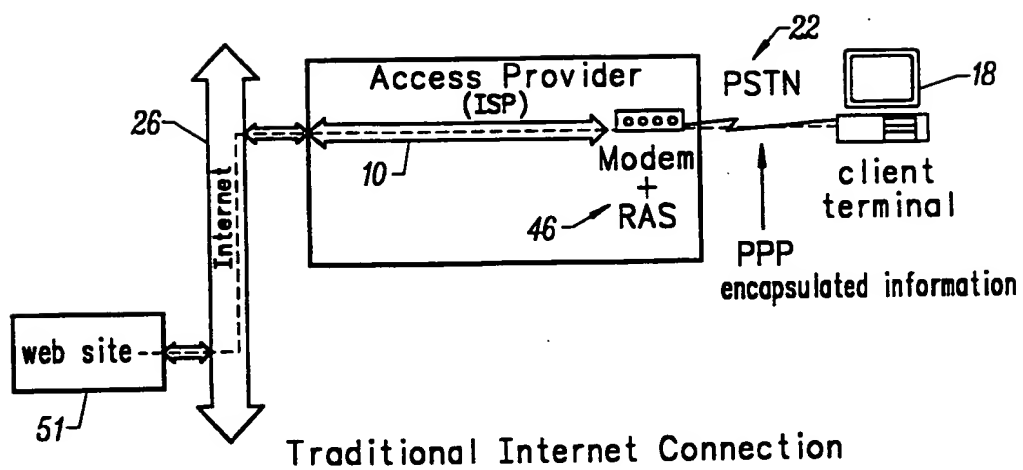 22
Access Provider
(ISP)
PSTN
18
26
Internet
10
Modem
+
RAS
46
client
terminal
PPP
encapsulated information
web site
51
Traditional Internet Connection